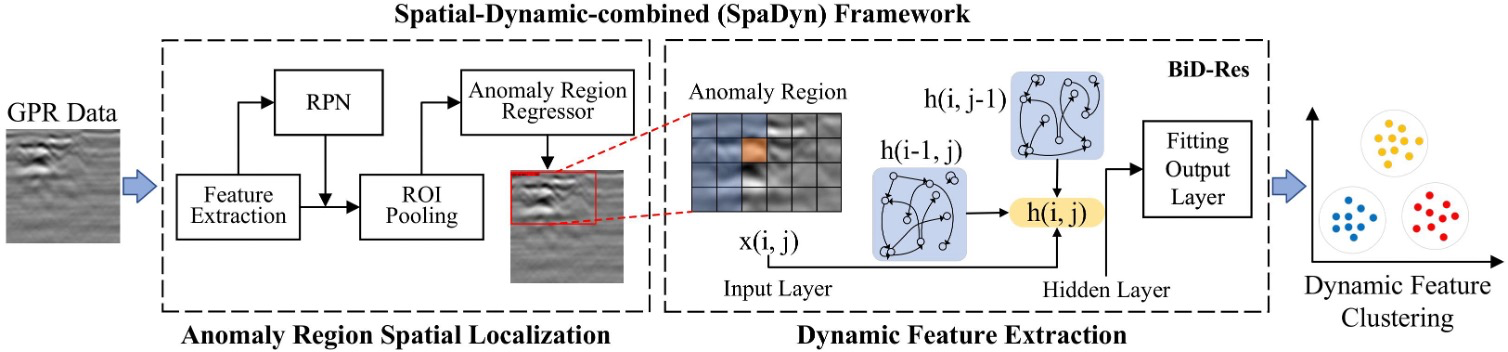 Spatial-Dynamic-combined (SpaDyn) Framework
GPR Data
RPN
Anomaly Region
Regressor
Feature
Extraction
ROI
Pooling
Anomaly Region Spatial Localization
BiD-Res
Anomaly Region
h(i, j-1)
h(i-1, j)
h(i, j)
x(i, j)
Input Layer
Hidden Layer
Fitting
Output
Layer
Dynamic Feature Extraction
Dynamic Feature
Clustering